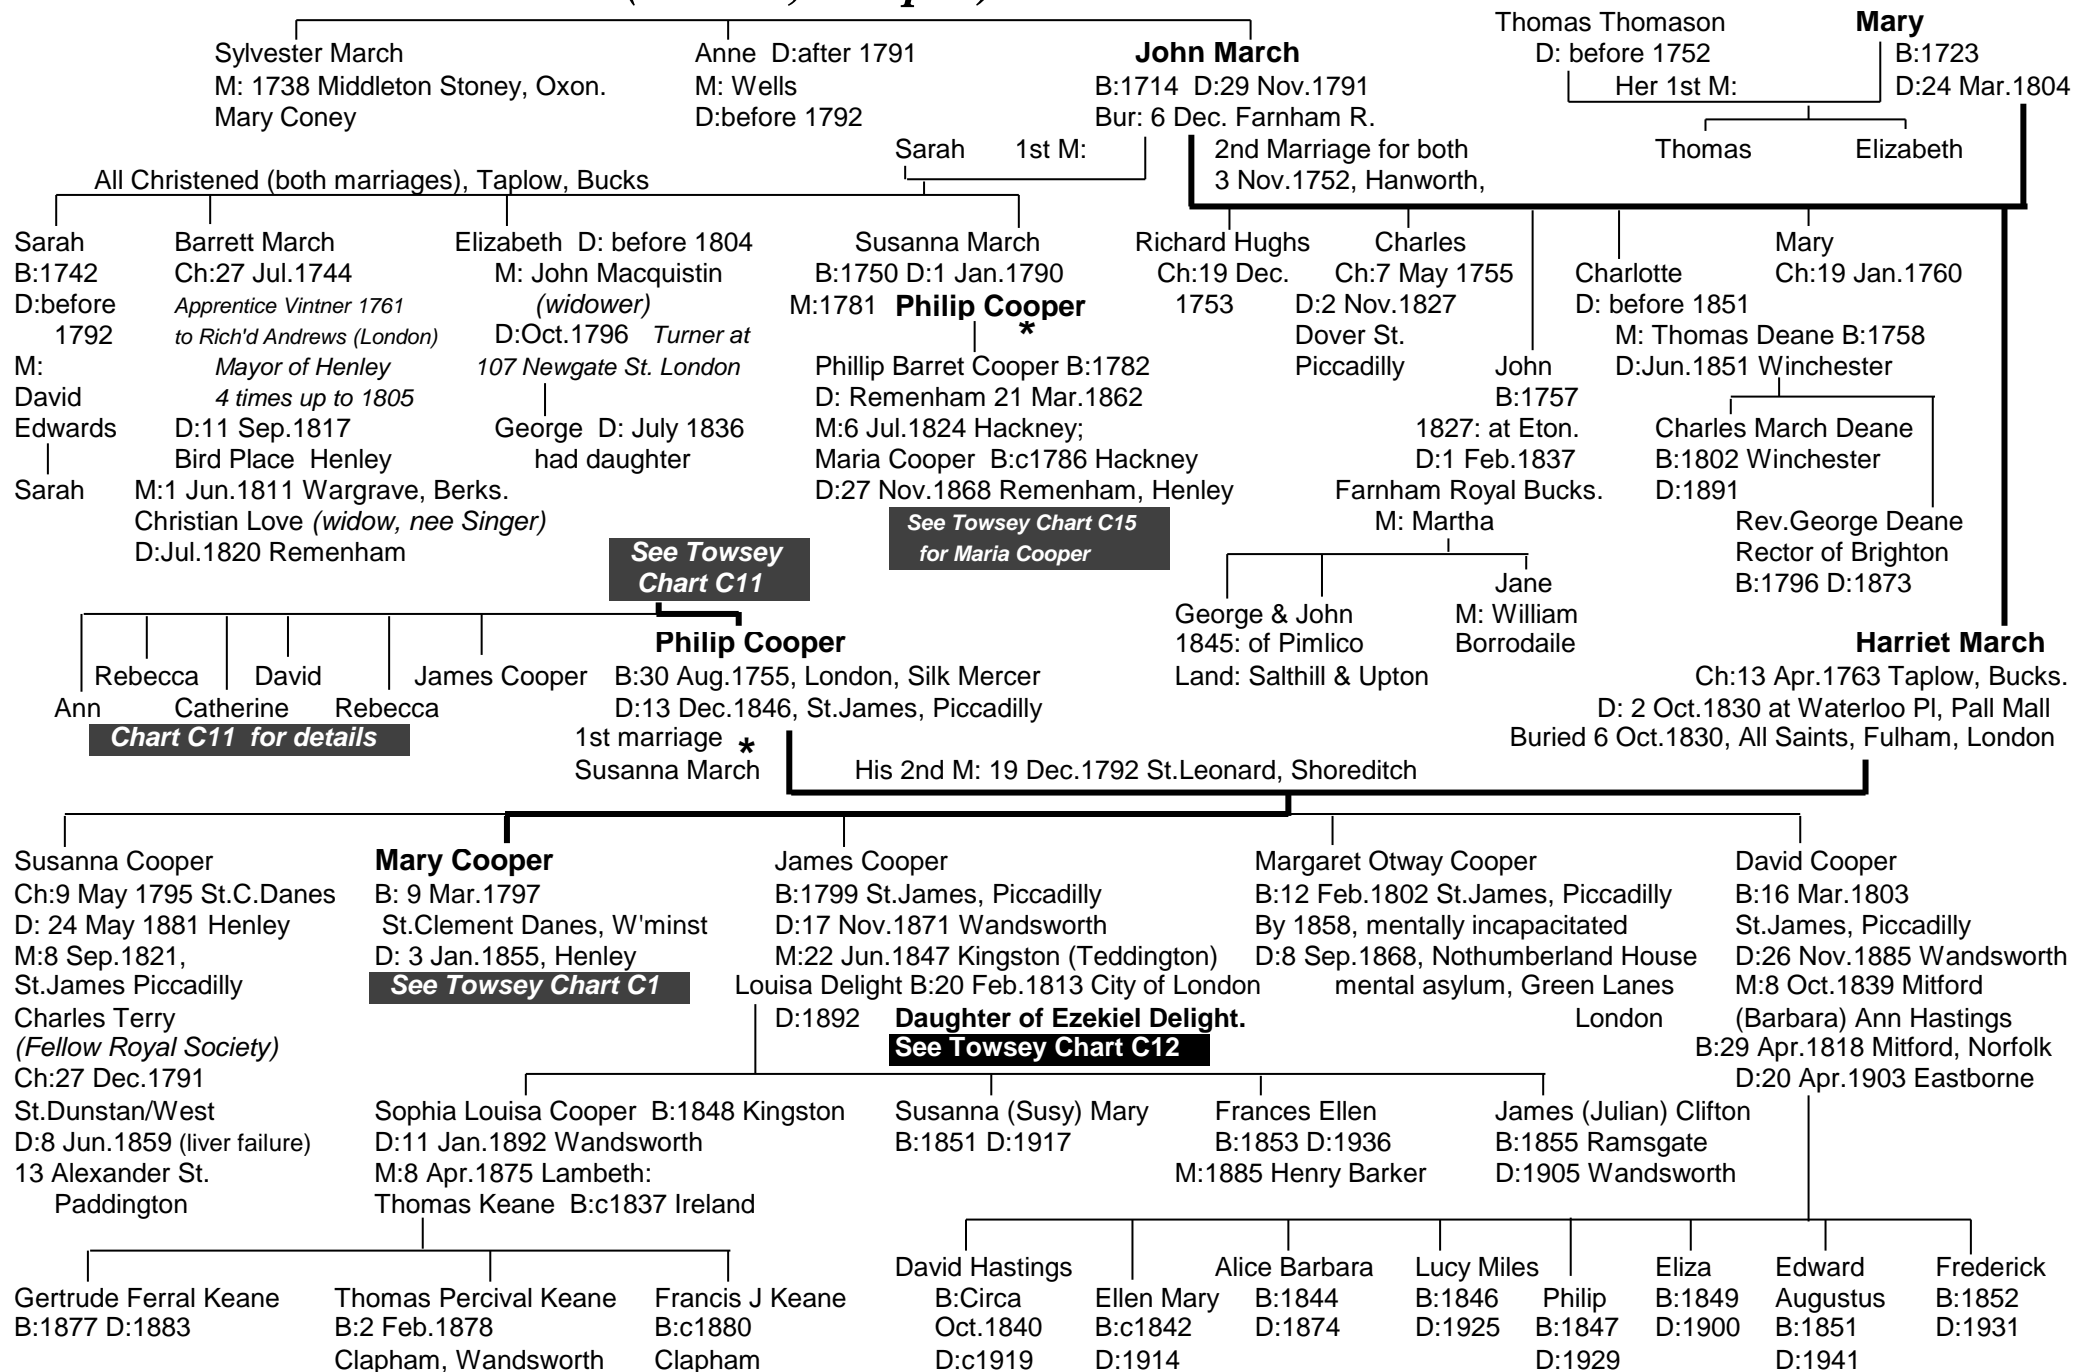 Thomas Thomason
Mary
Sylvester March
M: 1738 Middleton Stoney, Oxon.
Mary Coney
Anne D:after 1791
M: Wells
D:before 1792
John March
B:1714 D:29 Nov.1791
Bur: 6 Dec. Farnham R.
D: before 1752
Her 1st M:
B:1723
D:24 Mar.1804
Sarah 1st M:
2nd Marriage for both
3 Nov.1752, Hanworth,
Thomas
Elizabeth
All Christened (both marriages), Taplow, Bucks
Sarah
B:1742
D:before
1792
M:
David
Edwards
Sarah
Barrett March
Ch:27 Jul.1744
Apprentice Vintner 1761
to Rich'd Andrews (London)
Mayor of Henley
4 times up to 1805
D:11 Sep.1817
Bird Place Henley
M:1 Jun.1811 Wargrave, Berks.
Christian Love (widow, nee Singer)
D:Jul.1820 Remenham
Elizabeth D: before 1804
M: John Macquistin
(widower)
D:Oct.1796 Turner at
107 Newgate St. London
George D: July 1836
had daughter
Susanna March
B:1750 D:1 Jan.1790
M:1781 Philip Cooper
*
Phillip Barret Cooper B:1782
D: Remenham 21 Mar.1862
M:6 Jul.1824 Hackney;
Maria Cooper B:c1786 Hackney
D:27 Nov.1868 Remenham, Henley
See Towsey Chart C15
for Maria Cooper
Richard Hughs
Ch:19 Dec.
1753
Charles
Ch:7 May 1755
D:2 Nov.1827
Dover St.
Piccadilly
John
B:1757
1827: at Eton.
D:1 Feb.1837
Farnham Royal Bucks.
M: Martha
George & John
1845: of Pimlico
Land: Salthill & Upton
Jane
M: William
Borrodaile
Charlotte
D: before 1851
M: Thomas Deane B:1758
D:Jun.1851 Winchester
Charles March Deane
B:1802 Winchester
D:1891
Rev.George Deane
Rector of Brighton
B:1796 D:1873
Mary
Ch:19 Jan.1760
See Towsey
Chart C11
Rebecca
David
James Cooper
Ann
Catherine
Rebecca
Chart C11 for details
Philip Cooper
B:30 Aug.1755, London, Silk Mercer
D:13 Dec.1846, St.James, Piccadilly
1st marriage *
Susanna March
His 2nd M: 19 Dec.1792 St.Leonard, Shoreditch
Harriet March
Ch:13 Apr.1763 Taplow, Bucks.
D: 2 Oct.1830 at Waterloo Pl, Pall Mall
Buried 6 Oct.1830, All Saints, Fulham, London
Susanna Cooper
Ch:9 May 1795 St.C.Danes
D: 24 May 1881 Henley
M:8 Sep.1821,
St.James Piccadilly
Charles Terry
(Fellow Royal Society)
Ch:27 Dec.1791
St.Dunstan/West
D:8 Jun.1859 (liver failure)
13 Alexander St.
Paddington
Mary Cooper
B: 9 Mar.1797
St.Clement Danes, W'minst
D: 3 Jan.1855, Henley
See Towsey Chart C1
James Cooper
B:1799 St.James, Piccadilly
D:17 Nov.1871 Wandsworth
M:22 Jun.1847 Kingston (Teddington)
Louisa Delight B:20 Feb.1813 City of London
D:1892 Daughter of Ezekiel Delight.
See Towsey Chart C12
Margaret Otway Cooper
B:12 Feb.1802 St.James, Piccadilly
By 1858, mentally incapacitated
D:8 Sep.1868, Nothumberland House
mental asylum, Green Lanes
London
David Cooper
B:16 Mar.1803
St.James, Piccadilly
D:26 Nov.1885 Wandsworth
M:8 Oct.1839 Mitford
(Barbara) Ann Hastings
B:29 Apr.1818 Mitford, Norfolk
D:20 Apr.1903 Eastborne
Sophia Louisa Cooper B:1848 Kingston
D:11 Jan.1892 Wandsworth
M:8 Apr.1875 Lambeth:
Thomas Keane B:c1837 Ireland
Susanna (Susy) Mary
B:1851 D:1917
Frances Ellen
B:1853 D:1936
M:1885 Henry Barker
James (Julian) Clifton
B:1855 Ramsgate
D:1905 Wandsworth
Gertrude Ferral Keane
B:1877 D:1883
Thomas Percival Keane
B:2 Feb.1878
Clapham, Wandsworth
Francis J Keane
B:c1880
Clapham
David Hastings
B:Circa
Oct.1840
D:c1919
Ellen Mary
B:c1842
D:1914
Alice Barbara
B:1844
D:1874
Lucy Miles
B:1846
D:1925
Philip
B:1847
D:1929
Eliza
B:1849
D:1900
Edward
Augustus
B:1851
D:1941
Frederick
B:1852
D:1931